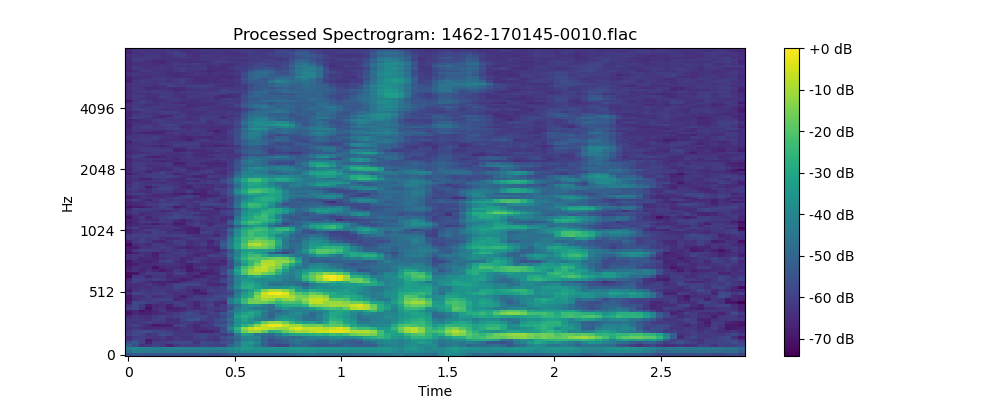 Processed Spectrogram: 1462-170145-0010.flac
+0 dB
-10 dB
-20 dB
-30 dB
-40 dB
-50 dB
-60 dB
-70 dB
4096
2048
1024
512
0
Hz
0
0.5
1
1.5
2
2.5
Time